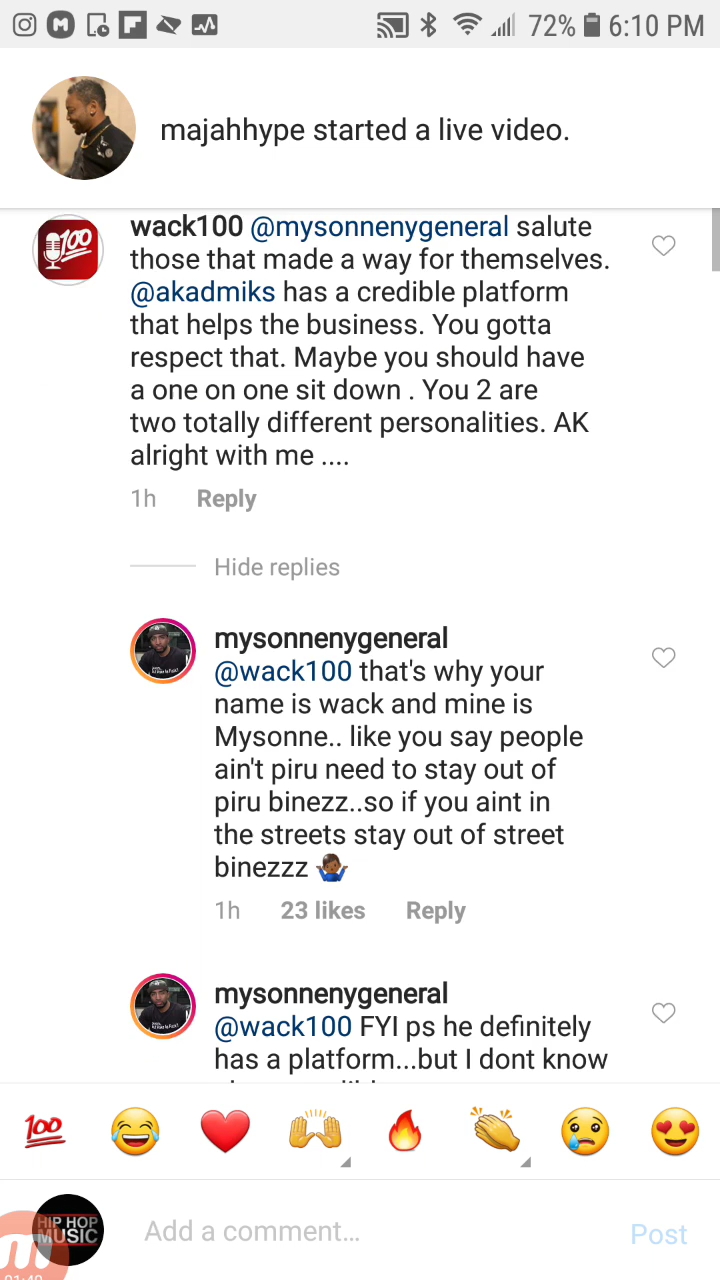 72% 6:10 PM
majahhype started a live video.
100
wack100 @mysonnenygeneral salute
those that made a way for themselves.
@akadmiks has a credible platform
that helps the business. You gotta
respect that. Maybe you should have
a one on one sit down . You 2 are
two totally different personalities. AK
alright with me ....
1h Reply
Hide replies
mysonnenygeneral
@wack100 that's why your
name is wack and mine is
Mysonne.. like you say people
ain't piru need to stay out of
piru binezz..so if you aint in
the streets stay out of street
binezzz 🤷🏾‍♂️
1h 23 likes Reply
mysonnenygeneral
@wack100 FYI ps he definitely
has a platform...but I dont know
💯 😂 ❤️ 🙌 🔥 👏 😢 😍
HIP HOP
MUSIC
Add a comment... Post
01:40